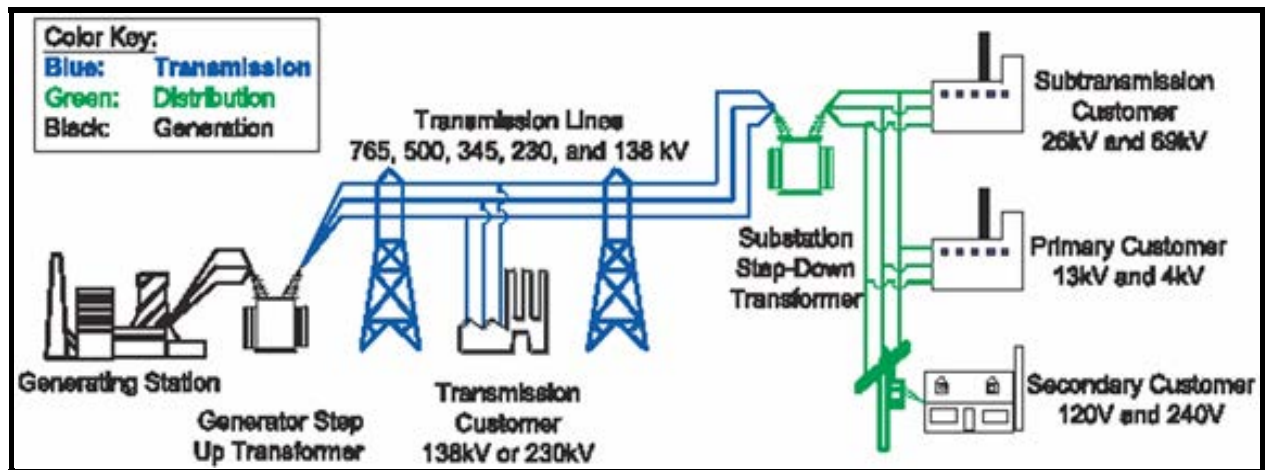 Color Key:
Blue: Transmission
Green: Distribution
Black: Generation
Transmission Lines
765, 500, 345, 230, and 138 kV
Subtransmission
Customer
26kV and 69kV
Substation
Step-Down
Transformer
Primary Customer
13kV and 4kV
Generating Station
Generator Step
Up Transformer
Transmission
Customer
138kV or 230kV
Secondary Customer
120V and 240V